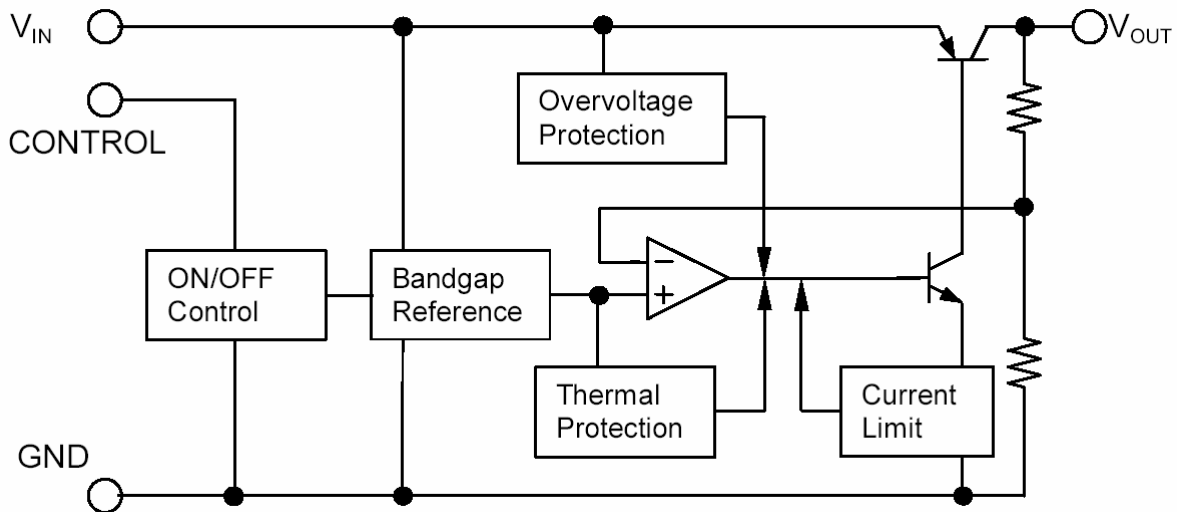 VIN
VOUT
CONTROL
Overvoltage
Protection
ON/OFF
Control
Bandgap
Reference
−
+
Thermal
Protection
Current
Limit
GND